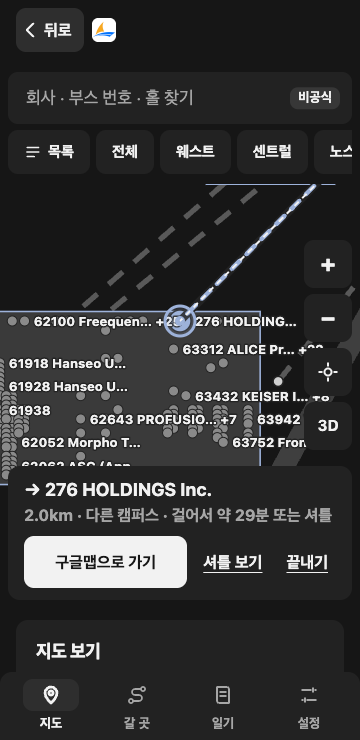 뒤로
회사 · 부스 번호 · 홀 찾기
비공식
목록
전체
웨스트
센트럴
62100 Freequen... +2
276 HOLDING...
63312 ALICE Pr...
61918 Hanseo U...
61928 Hanseo U...
63432 KEISER I...
61938
62643 PROFUSIO... +7
63942
62052 Morpho T...
63752 Fron
+
−
3D
→ 276 HOLDINGS Inc.
2.0km · 다른 캠퍼스 · 걸어서 약 29분 또는 셔틀
구글맵으로 가기
셔틀 보기
끝내기
지도 보기
지도
갈 곳
일기
설정